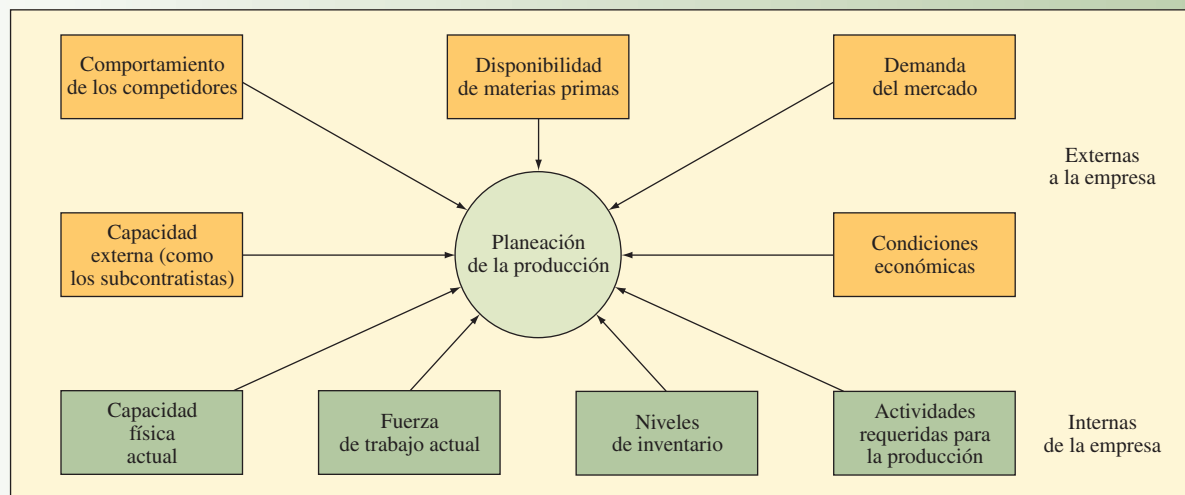 Comportamiento
de los competidores
Disponibilidad
de materias primas
Demanda
del mercado
Externas
a la empresa
Capacidad
externa (como
los subcontratistas)
Planeación
de la producción
Condiciones
económicas
Capacidad
física
actual
Fuerza
de trabajo actual
Niveles
de inventario
Actividades
requeridas para
la producción
Internas
de la empresa